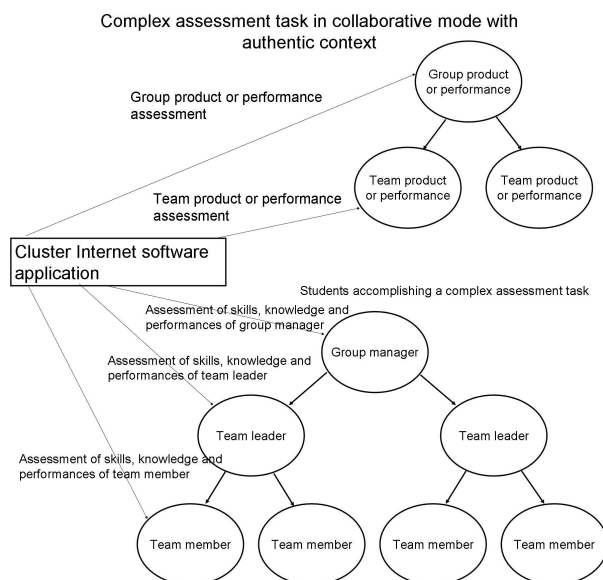 Complex assessment task in collaborative mode with
authentic context
Group product
or performance
Group product or performance
assessment
Team product
or performance
Team product
or performance
Team product or performance
assessment
Cluster Internet software
application
Students accomplishing a complex assessment task
Assessment of skills, knowledge and
performances of group manager
Group manager
Assessment of skills, knowledge and
performances of team leader
Team leader
Team leader
Assessment of skills, knowledge and
performances of team member
Team member
Team member
Team member
Team member